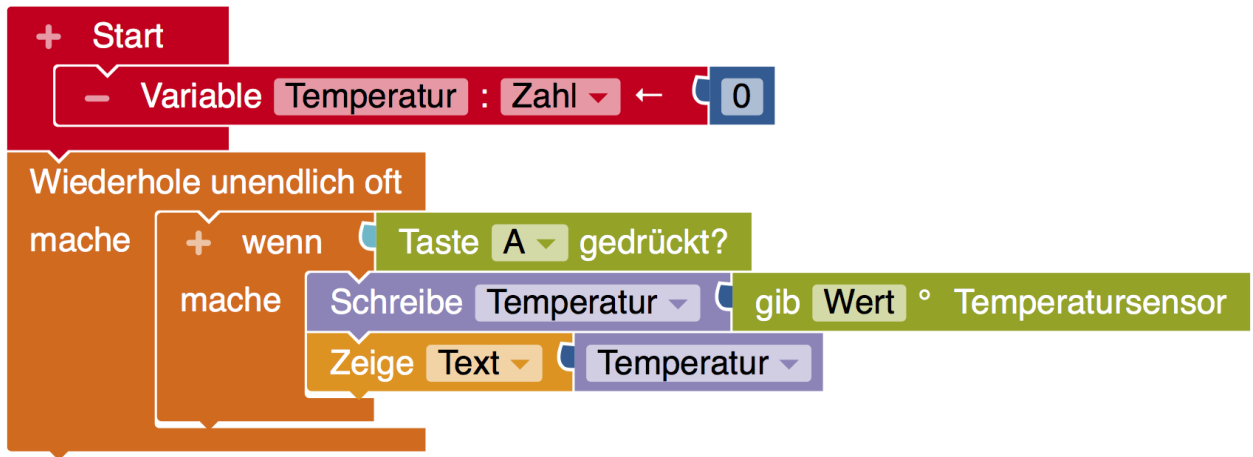 + Start
− Variable Temperatur : Zahl ← 0
Wiederhole unendlich oft
mache + wenn Taste A gedrückt?
mache Schreibe Temperatur gib Wert ° Temperatursensor
Zeige Text Temperatur